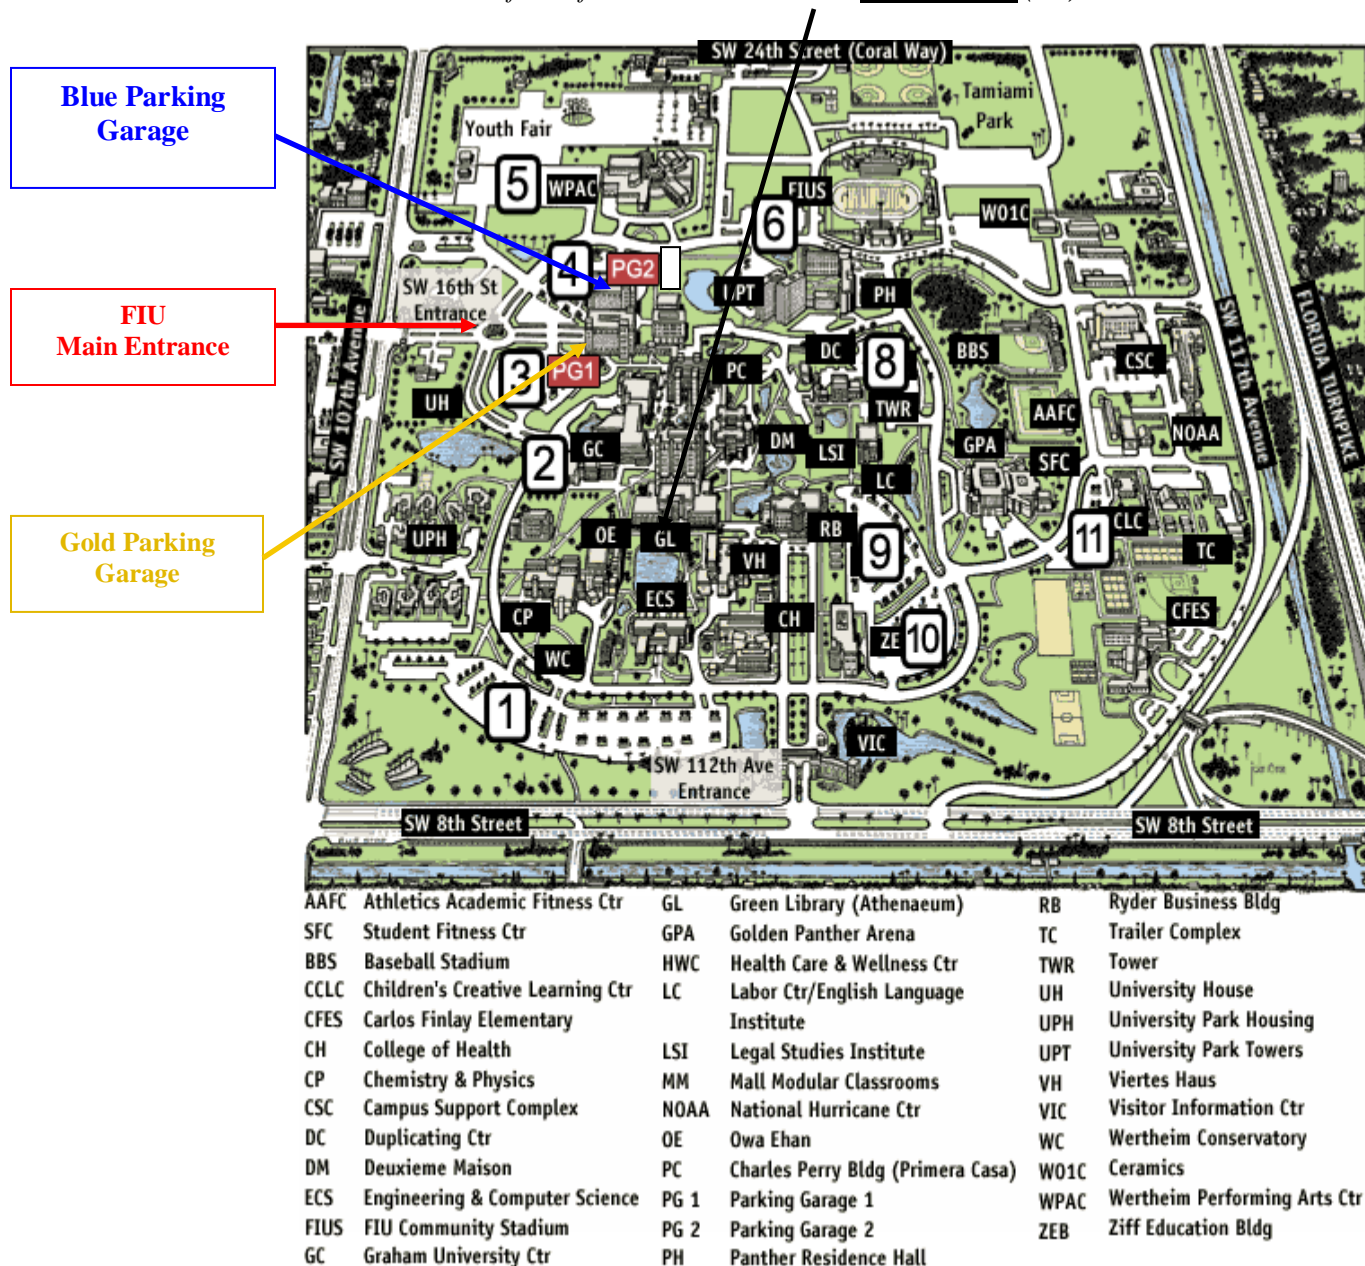 SW 24th Street (Coral Way)
Blue Parking
Garage
Tamiami
Park
Youth Fair
5
WPAC
FIUS
6
WO1C
4
PG2
SW 16th St
Entrance
UPT
PH
SW 107th Avenue
SW 117th Avenue
FLORIDA TURNPIKE
FIU
Main Entrance
3
PG1
PC
DC
8
BBS
CSC
UH
TWR
AAFC
NOAA
2
GC
DM
LSI
GPA
SFC
LC
Gold Parking
Garage
UPH
OE
GL
RB
9
11
CLC
TC
VH
ECS
CP
CH
CFES
ZE
10
WC
1
VIC
SW 112th Ave
Entrance
SW 8th Street
SW 8th Street
AAFC Athletics Academic Fitness Ctr
SFC Student Fitness Ctr
BBS Baseball Stadium
CCLC Children's Creative Learning Ctr
CFES Carlos Finlay Elementary
CH College of Health
CP Chemistry & Physics
CSC Campus Support Complex
DC Duplicating Ctr
DM Deuxieme Maison
ECS Engineering & Computer Science
FIUS FIU Community Stadium
GC Graham University Ctr
GL Green Library (Athenaeum)
GPA Golden Panther Arena
HWC Health Care & Wellness Ctr
LC Labor Ctr/English Language
Institute
LSI Legal Studies Institute
MM Mall Modular Classrooms
NOAA National Hurricane Ctr
OE Owa Ehan
PC Charles Perry Bldg (Primera Casa)
PG 1 Parking Garage 1
PG 2 Parking Garage 2
PH Panther Residence Hall
RB Ryder Business Bldg
TC Trailer Complex
TWR Tower
UH University House
UPH University Park Housing
UPT University Park Towers
VH Viertes Haus
VIC Visitor Information Ctr
WC Wertheim Conservatory
WO1C Ceramics
WPAC Wertheim Performing Arts Ctr
ZEB Ziff Education Bldg